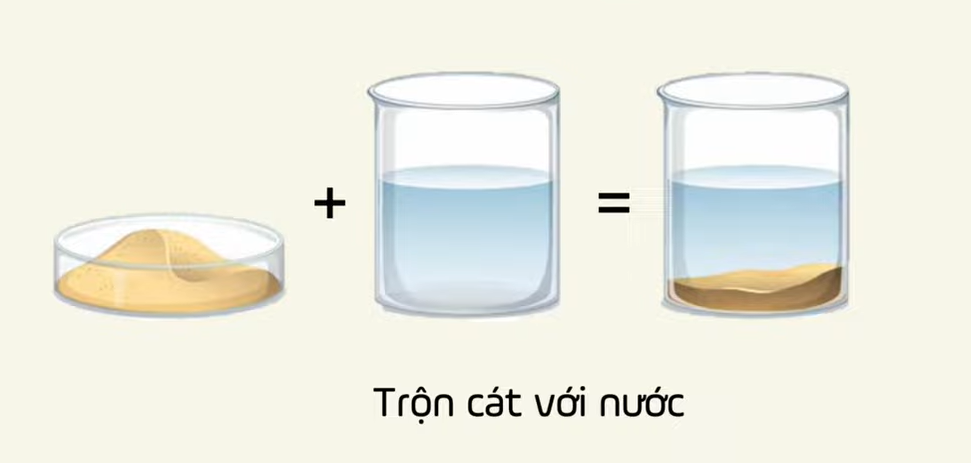 +
=
Trộn cát với nước